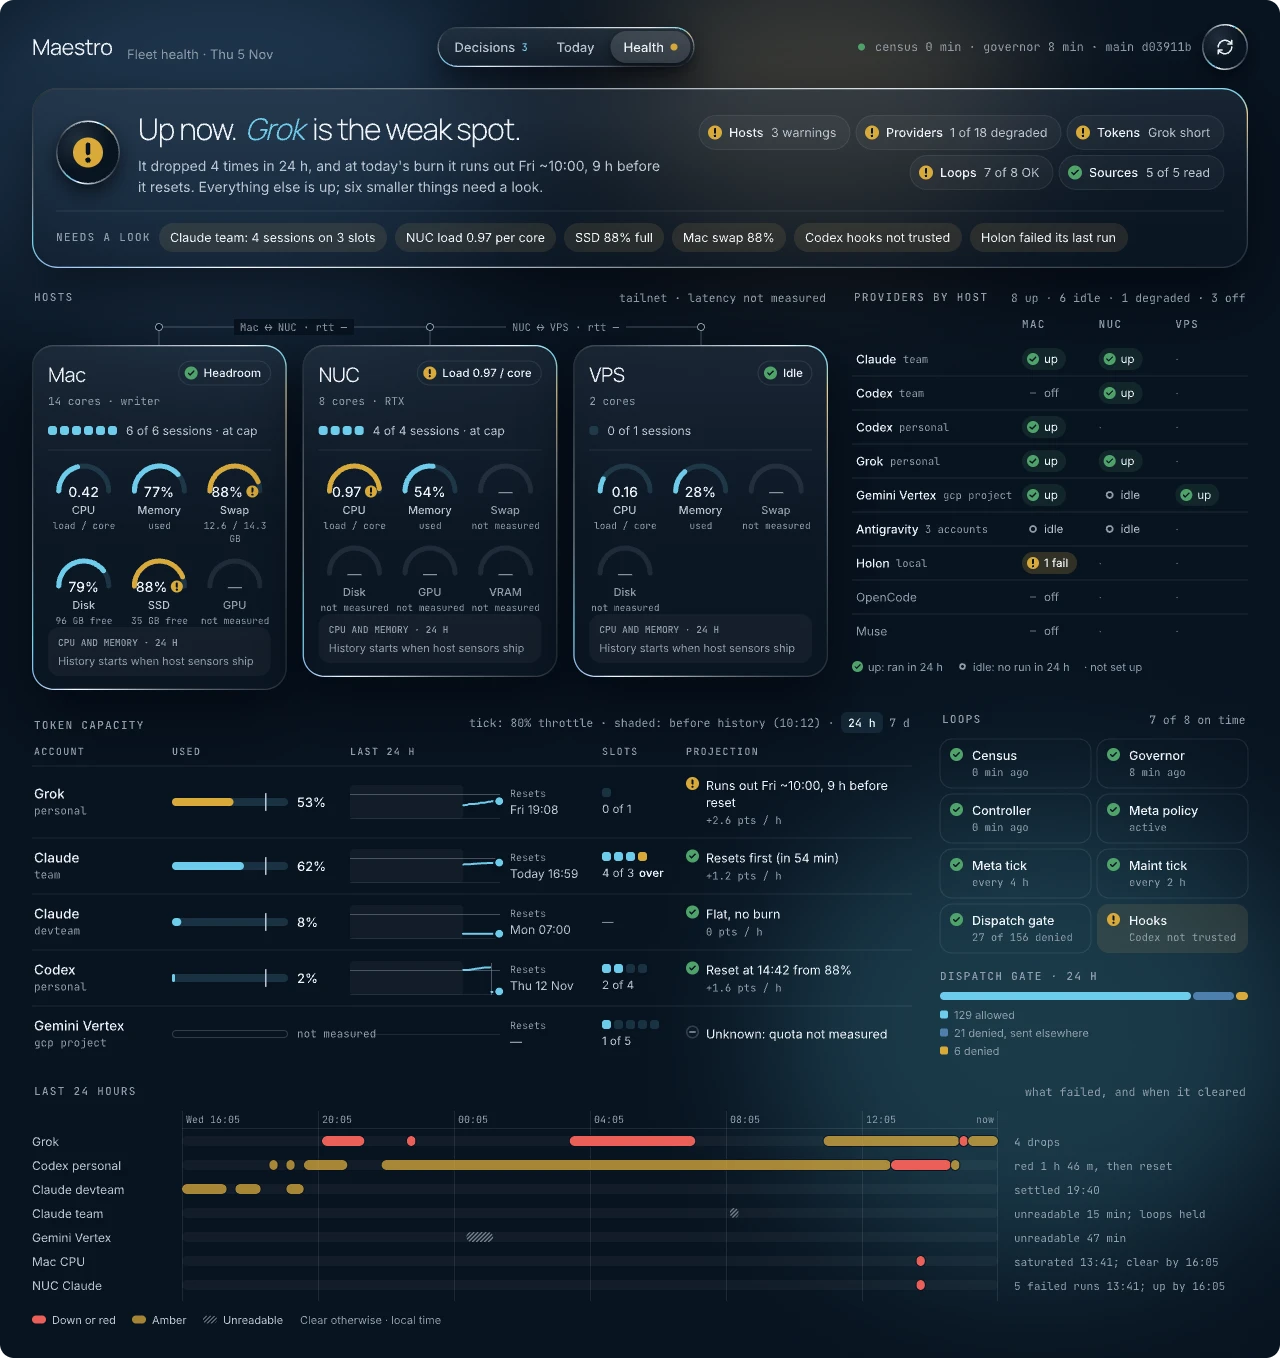 Maestro
Fleet health · Thu 5 Nov
Decisions 3
Today
Health
census 0 min · governor 8 min · main d03911b
Up now. Grok is the weak spot.
It dropped 4 times in 24 h, and at today's burn it runs out Fri ~10:00, 9 h before
it resets. Everything else is up; six smaller things need a look.
Hosts 3 warnings
Providers 1 of 18 degraded
Tokens Grok short
Loops 7 of 8 OK
Sources 5 of 5 read
NEEDS A LOOK
Claude team: 4 sessions on 3 slots
NUC load 0.97 per core
SSD 88% full
Mac swap 88%
Codex hooks not trusted
Holon failed its last run
HOSTS
tailnet · latency not measured
Mac ↔ NUC · rtt —
NUC ↔ VPS · rtt —
Mac
Headroom
14 cores · writer
6 of 6 sessions · at cap
0.42
CPU
load / core
77%
Memory
used
88%
Swap
12.6 / 14.3
GB
79%
Disk
96 GB free
88%
SSD
35 GB free
—
GPU
not measured
CPU AND MEMORY · 24 H
History starts when host sensors ship
NUC
Load 0.97 / core
8 cores · RTX
4 of 4 sessions · at cap
0.97
CPU
load / core
54%
Memory
used
—
Swap
not measured
—
Disk
not measured
—
GPU
not measured
—
VRAM
not measured
CPU AND MEMORY · 24 H
History starts when host sensors ship
VPS
Idle
2 cores
0 of 1 sessions
0.16
CPU
load / core
28%
Memory
used
—
Swap
not measured
—
Disk
not measured
CPU AND MEMORY · 24 H
History starts when host sensors ship
PROVIDERS BY HOST
8 up · 6 idle · 1 degraded · 3 off
MAC NUC VPS
Claude team up up ·
Codex team — off up ·
Codex personal up · ·
Grok personal up up ·
Gemini Vertex gcp project up idle up
Antigravity 3 accounts idle idle ·
Holon local 1 fail · ·
OpenCode — off · ·
Muse — off · ·
up: ran in 24 h
idle: no run in 24 h
· not set up
TOKEN CAPACITY
tick: 80% throttle · shaded: before history (10:12) · 24 h 7 d
ACCOUNT USED LAST 24 H SLOTS PROJECTION
Grok
personal
53%
Resets
Fri 19:08
0 of 1
Runs out Fri ~10:00, 9 h before
reset
+2.6 pts / h
Claude
team
62%
Resets
Today 16:59
4 of 3 over
Resets first (in 54 min)
+1.2 pts / h
Claude
devteam
8%
Resets
Mon 07:00
—
Flat, no burn
0 pts / h
Codex
personal
2%
Resets
Thu 12 Nov
2 of 4
Reset at 14:42 from 88%
+1.6 pts / h
Gemini Vertex
gcp project
not measured
Resets
—
1 of 5
Unknown: quota not measured
LOOPS
7 of 8 on time
Census
0 min ago
Governor
8 min ago
Controller
0 min ago
Meta policy
active
Meta tick
every 4 h
Maint tick
every 2 h
Dispatch gate
27 of 156 denied
Hooks
Codex not trusted
DISPATCH GATE · 24 H
129 allowed
21 denied, sent elsewhere
6 denied
LAST 24 HOURS
what failed, and when it cleared
Wed 16:05 20:05 00:05 04:05 08:05 12:05 now
Grok 4 drops
Codex personal red 1 h 46 m, then reset
Claude devteam settled 19:40
Claude team unreadable 15 min; loops held
Gemini Vertex unreadable 47 min
Mac CPU saturated 13:41; clear by 16:05
NUC Claude 5 failed runs 13:41; up by 16:05
Down or red
Amber
Unreadable
Clear otherwise · local time